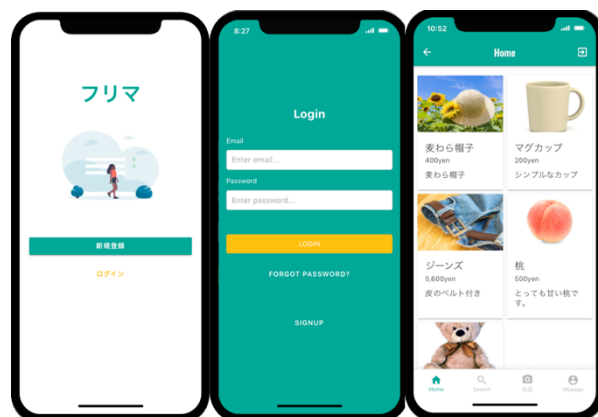 フリマ
新規登録
ログイン
8:27
Login
Email
Enter email...
Password
Enter password...
LOGIN
FORGOT PASSWORD?
SIGNUP
10:52
Home
麦わら帽子
400yen
麦わら帽子
マグカップ
200yen
シンプルなカップ
ジーンズ
5,600yen
皮のベルト付き
桃
500yen
とっても甘い桃で
す。
Home
Search
出品
Mypage